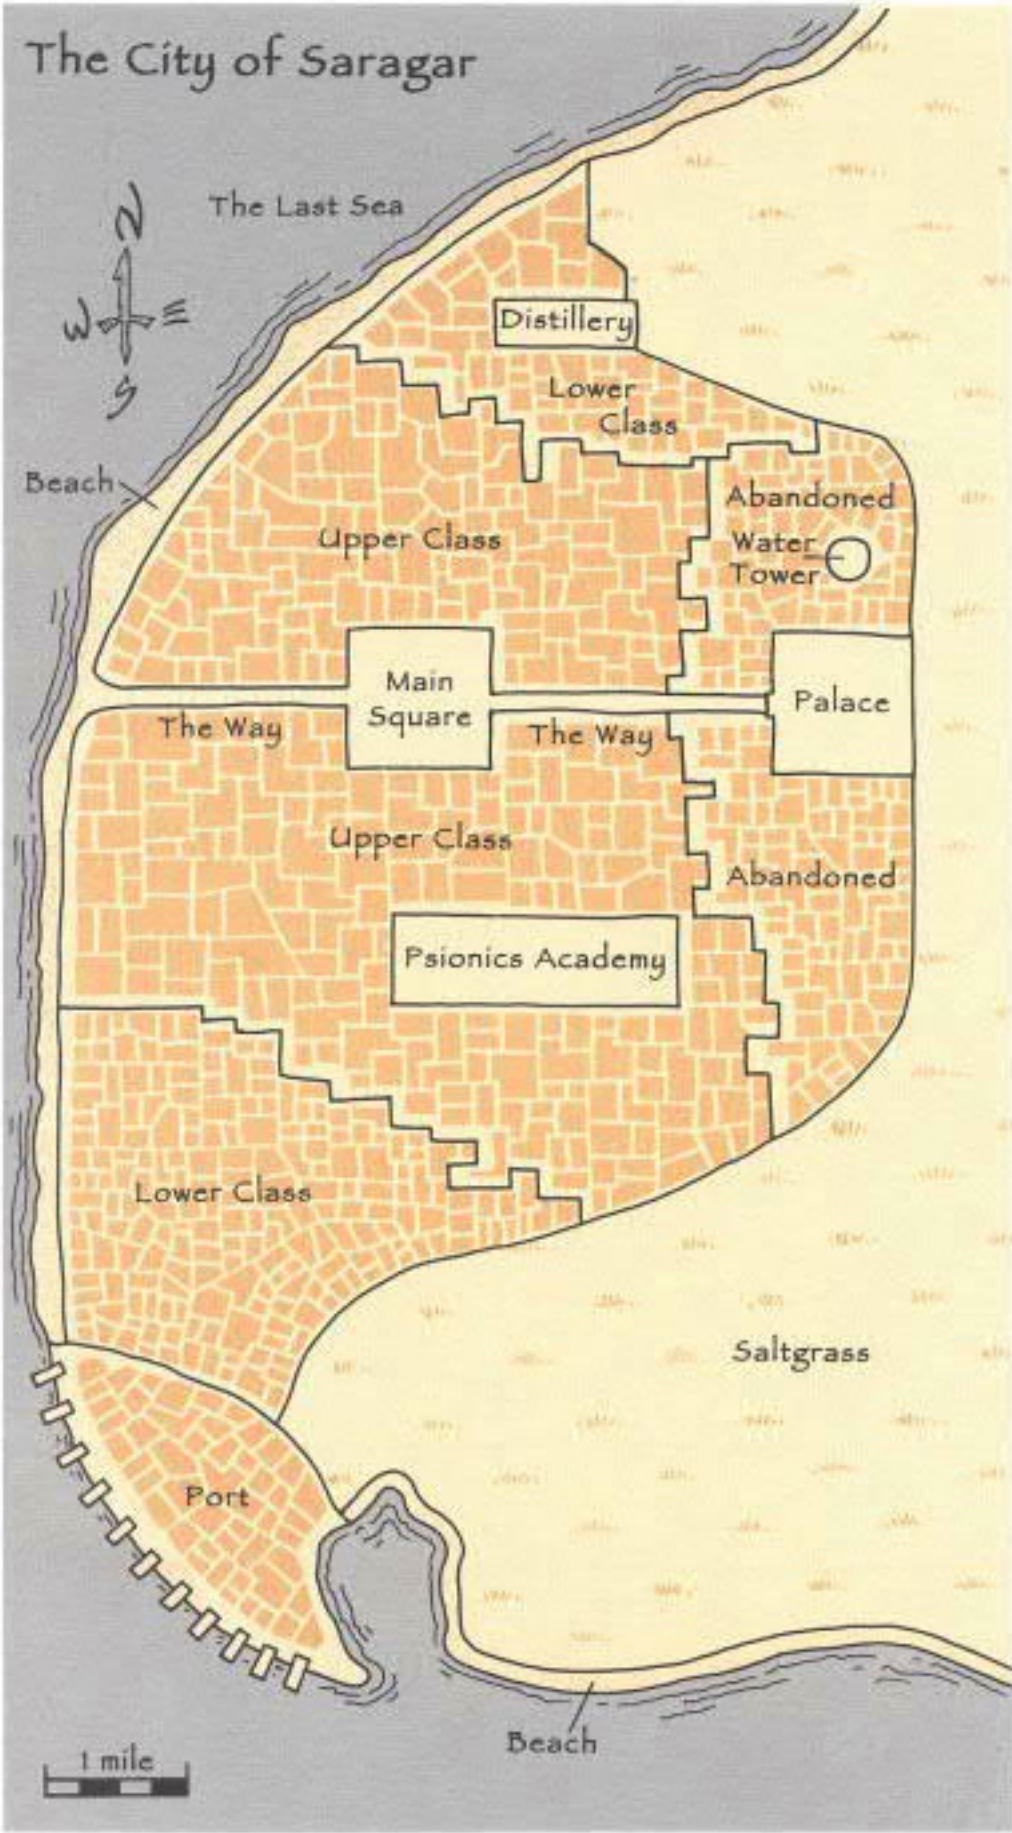 The City of Saragar
The Last Sea
N
W
E
S
Distillery
Lower
Class
Beach
Abandoned
Upper Class
Water
Tower
Main
Square
Palace
The Way
The Way
Upper Class
Abandoned
Psionics Academy
Lower Class
Saltgrass
Port
Beach
1 mile